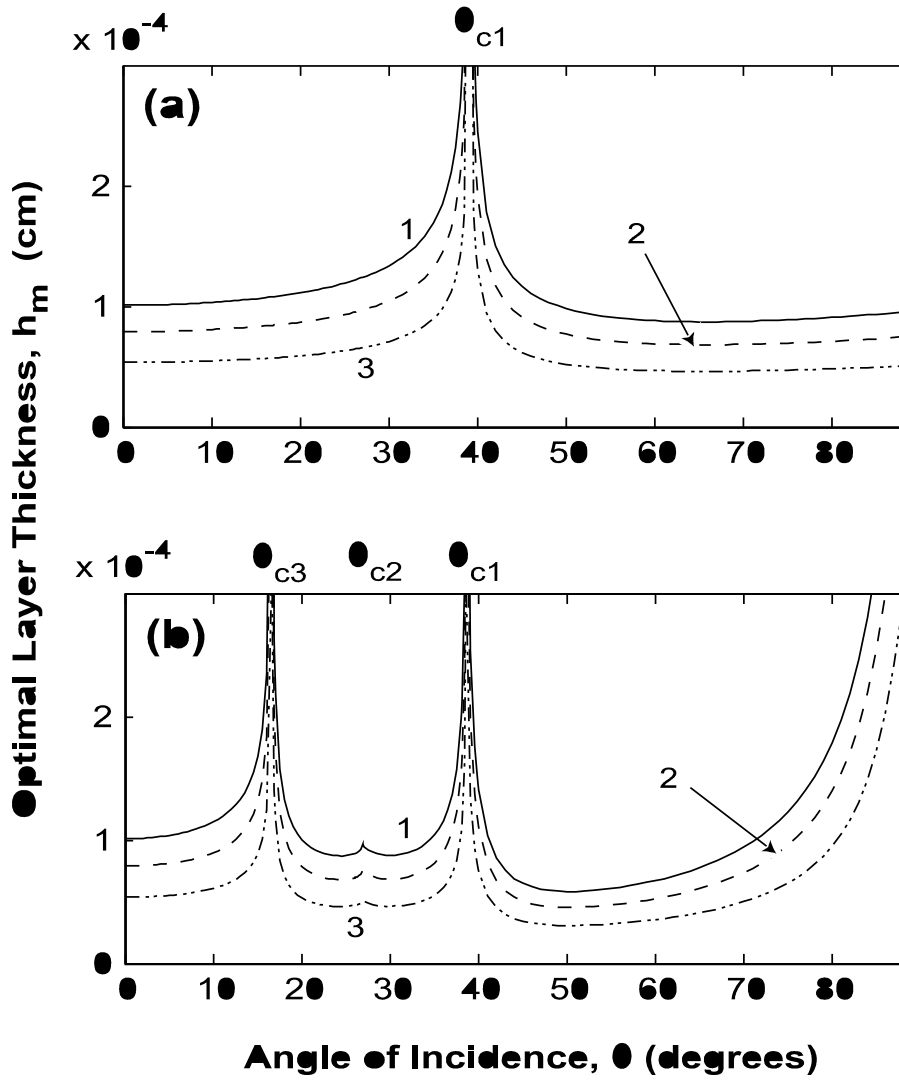 θc1
x 10-4
(a)
2
1
2
1
3
0
0 10 20 30 40 50 60 70 80
θc3 θc2 θc1
x 10-4
(b)
2
2
1
1
3
0
0 10 20 30 40 50 60 70 80
Optimal Layer Thickness, hm (cm)
Angle of Incidence, θ (degrees)